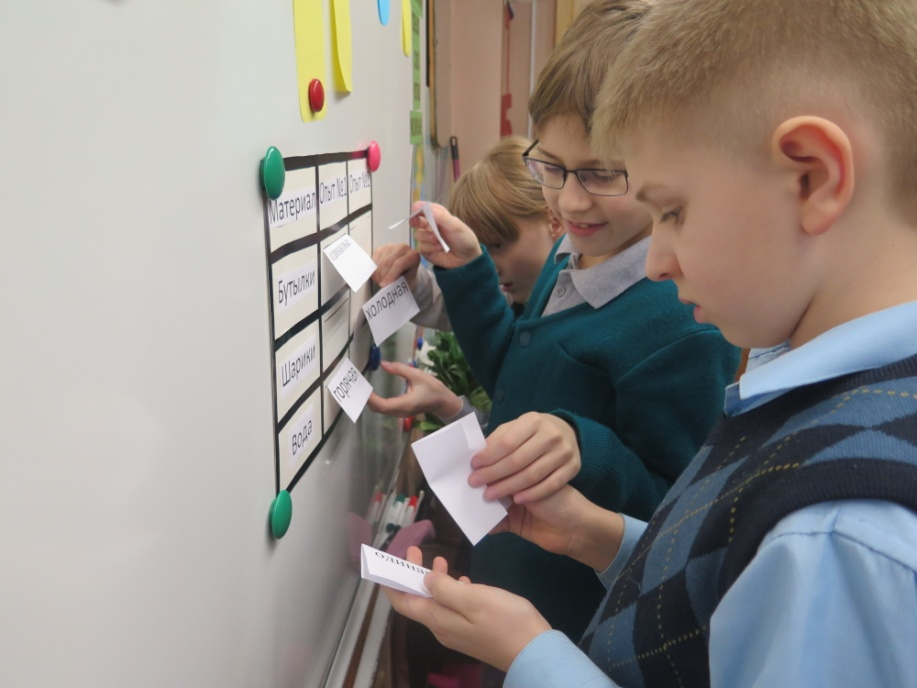 Материал Опыт №1 Опыт №2
Бутылки
холодная
Шарики
горячая
Вода